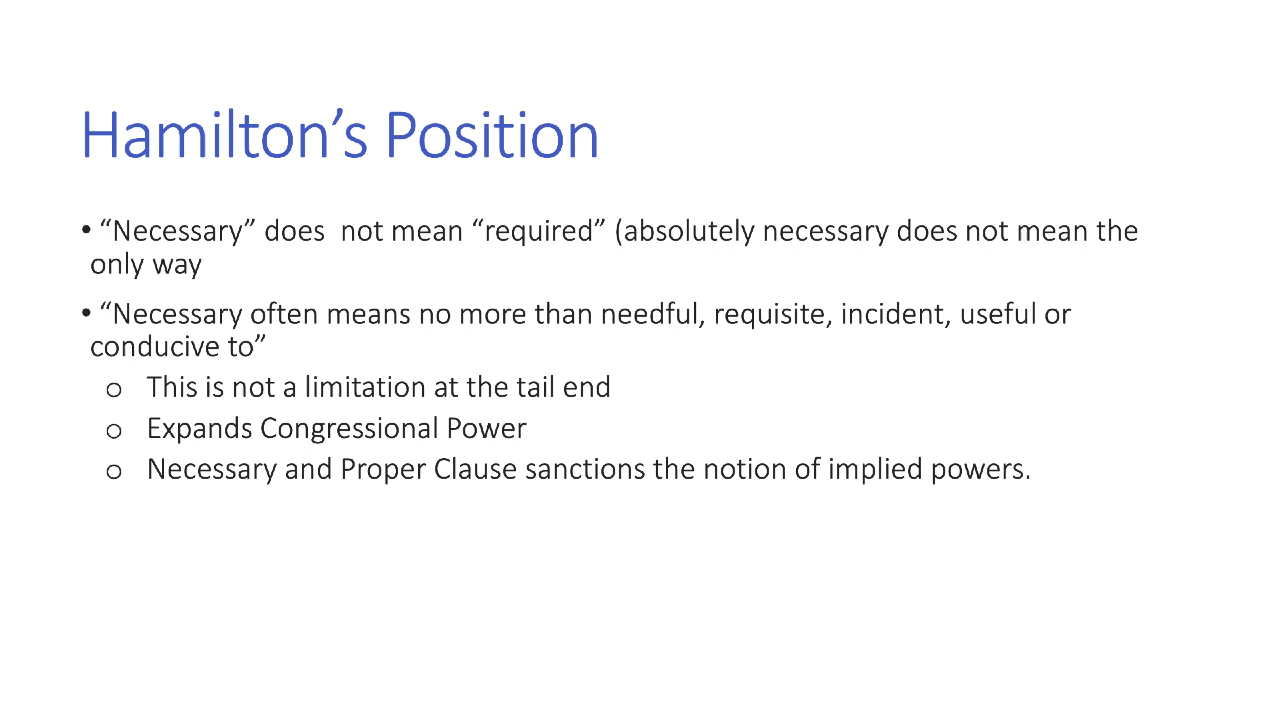 Hamilton’s Position
• “Necessary” does  not mean “required” (absolutely necessary does not mean the
only way
• “Necessary often means no more than needful, requisite, incident, useful or
conducive to”
o This is not a limitation at the tail end
o Expands Congressional Power
o Necessary and Proper Clause sanctions the notion of implied powers.